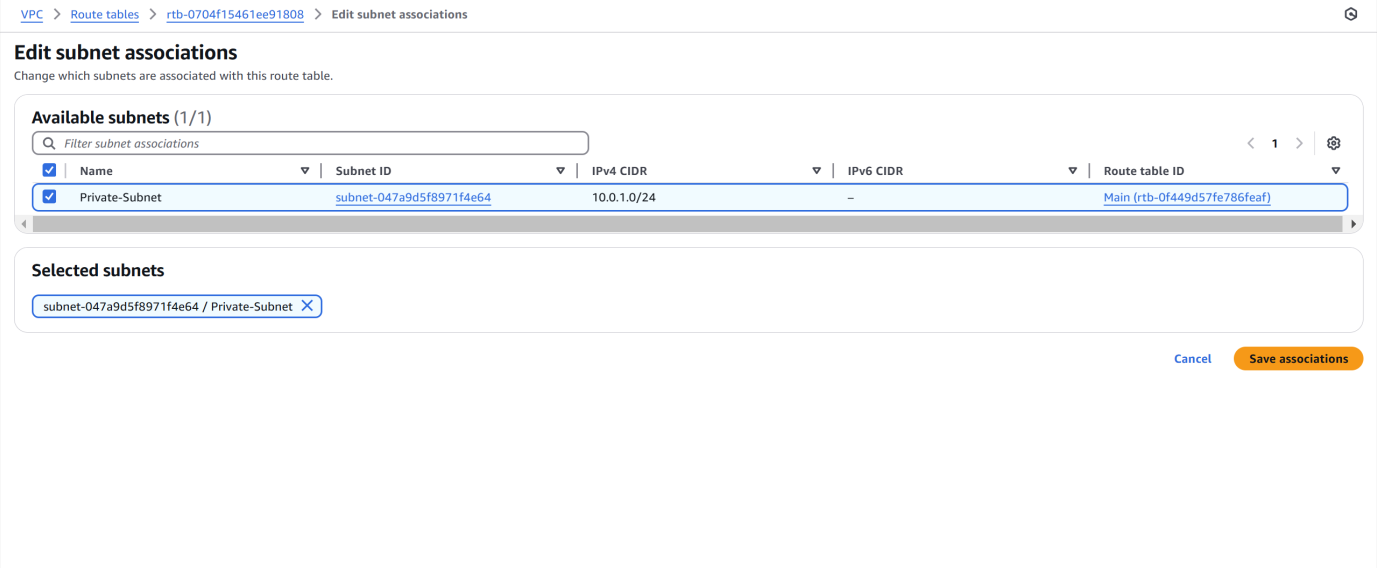 VPC > Route tables > rtb-0704f15461ee91808 > Edit subnet associations
Edit subnet associations
Change which subnets are associated with this route table.
Available subnets (1/1)
Filter subnet associations
1
Name Subnet ID IPv4 CIDR IPv6 CIDR Route table ID
Private-Subnet subnet-047a9d5f8971f4e64 10.0.1.0/24 – Main (rtb-0f449d57fe786feaf)
Selected subnets
subnet-047a9d5f8971f4e64 / Private-Subnet
Cancel Save associations